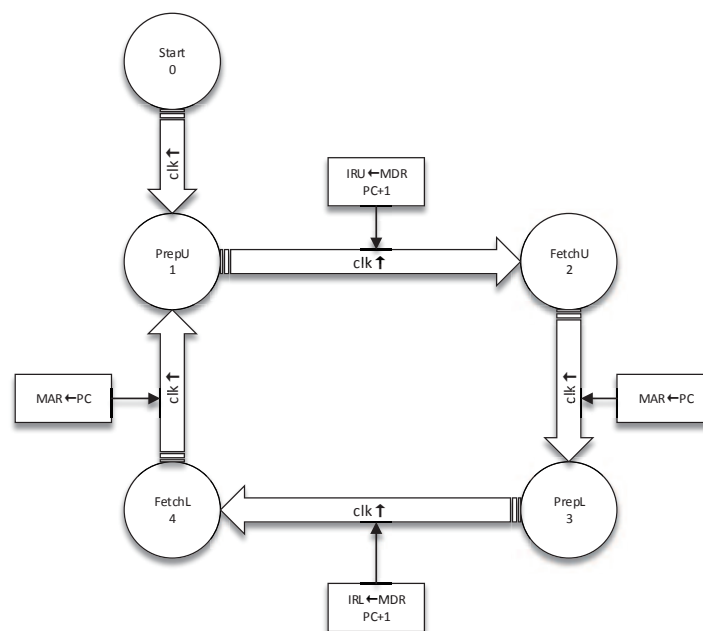 Start
0
clk↑
IRU←MDR
PC+1
PrepU
1
clk↑
FetchU
2
MAR←PC
clk↑
clk↑
MAR←PC
FetchL
4
clk↑
PrepL
3
IRL←MDR
PC+1